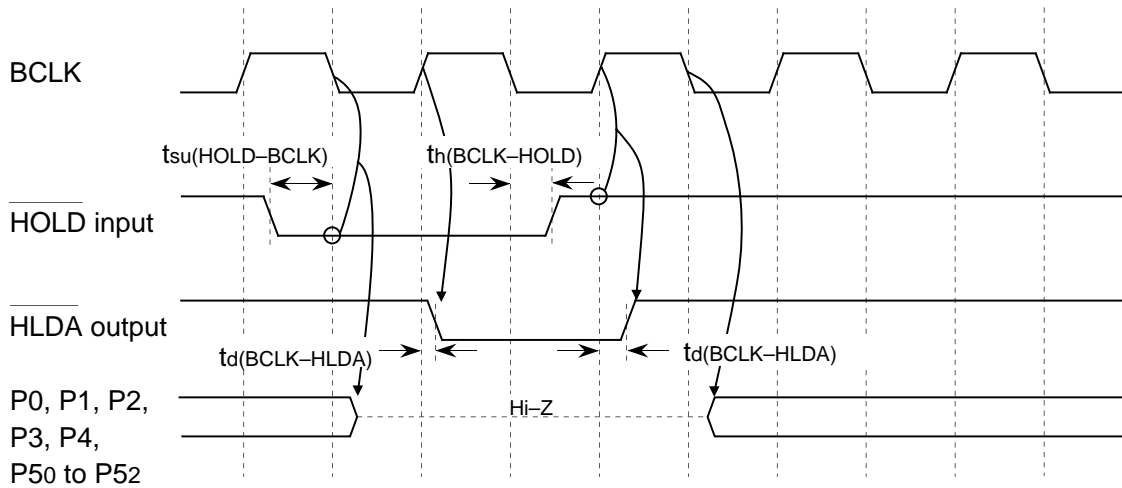 BCLK
tsu(HOLD–BCLK)
th(BCLK–HOLD)
HOLD input
HLDA output
td(BCLK–HLDA)
td(BCLK–HLDA)
P0, P1, P2,
P3, P4,
P50 to P52
Hi–Z